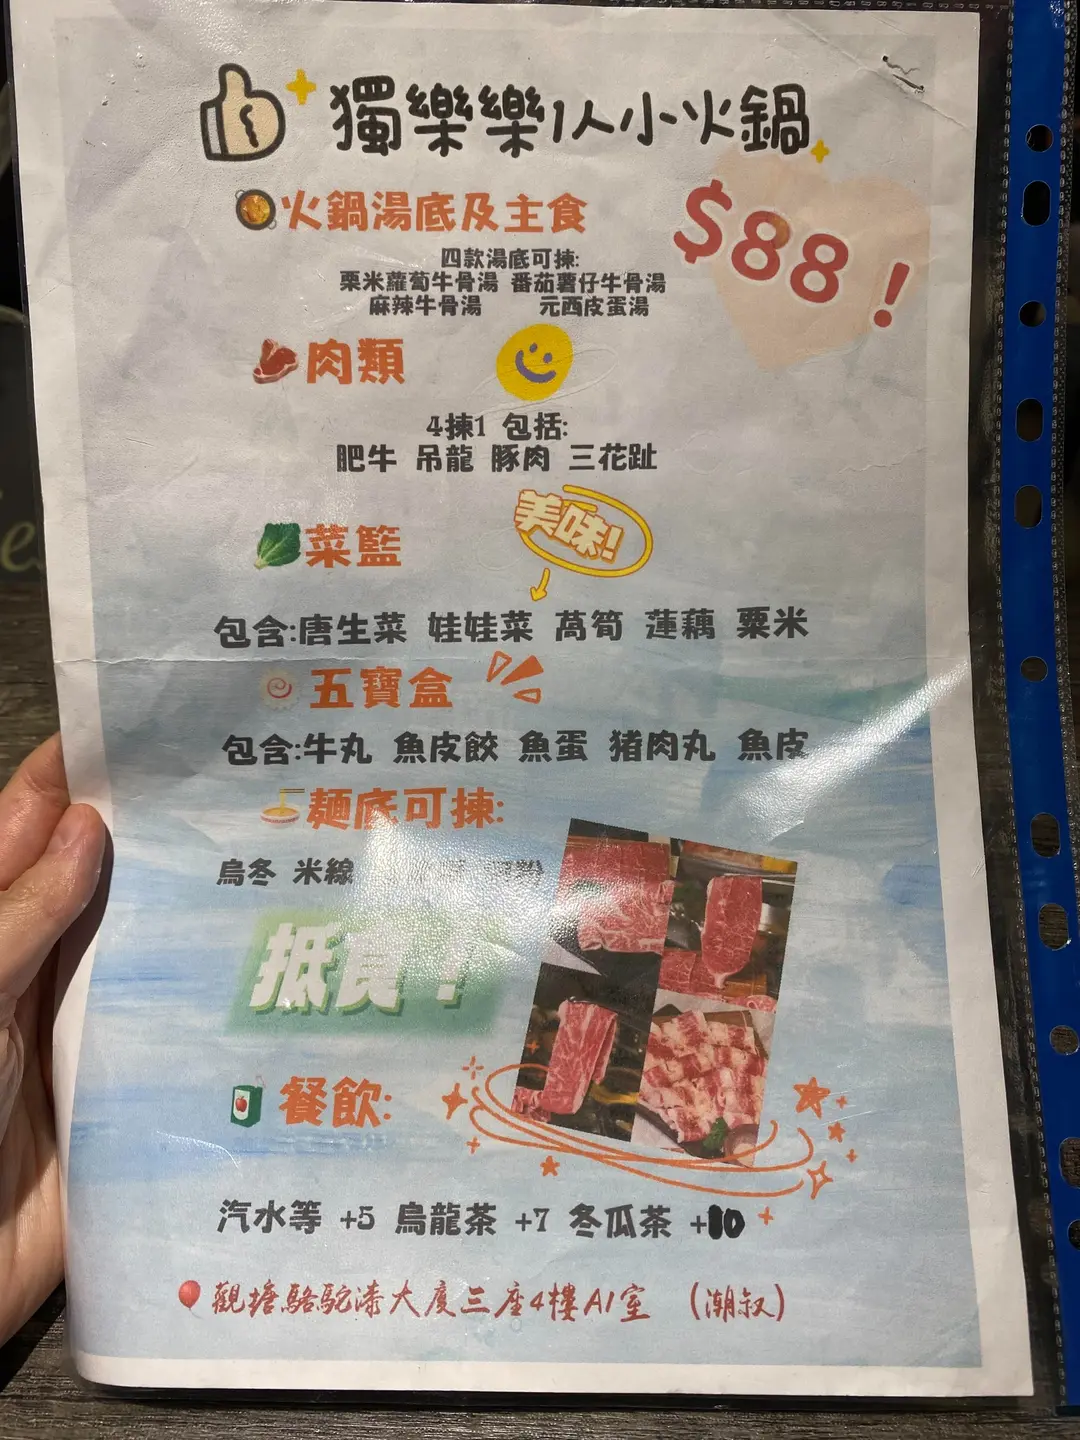 獨樂樂1人小火鍋
$88！
火鍋湯底及主食
四款湯底可揀:
粟米蘿蔔牛骨湯 番茄薯仔牛骨湯
麻辣牛骨湯 元西皮蛋湯
肉類
4揀1 包括:
肥牛 吊龍 豚肉 三花趾
美味!
菜籃
包含:唐生菜 娃娃菜 萵筍 蓮藕 粟米
五寶盒
包含:牛丸 魚皮餃 魚蛋 豬肉丸 魚皮
麵底可揀:
烏冬 米線
抵食！
餐飲:
汽水等 +5 烏龍茶 +7 冬瓜茶 +10
觀塘駱駝漆大廈三座4樓A1室 (潮叙)